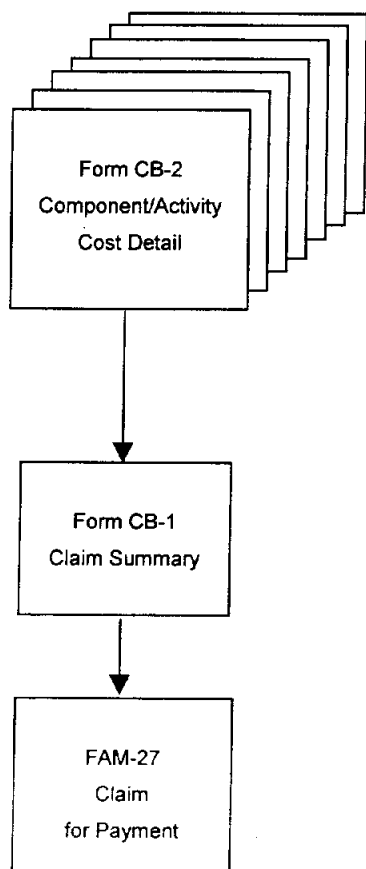 Form CB-2
Component/Activity
Cost Detail
Form CB-1
Claim Summary
FAM-27
Claim
for Payment